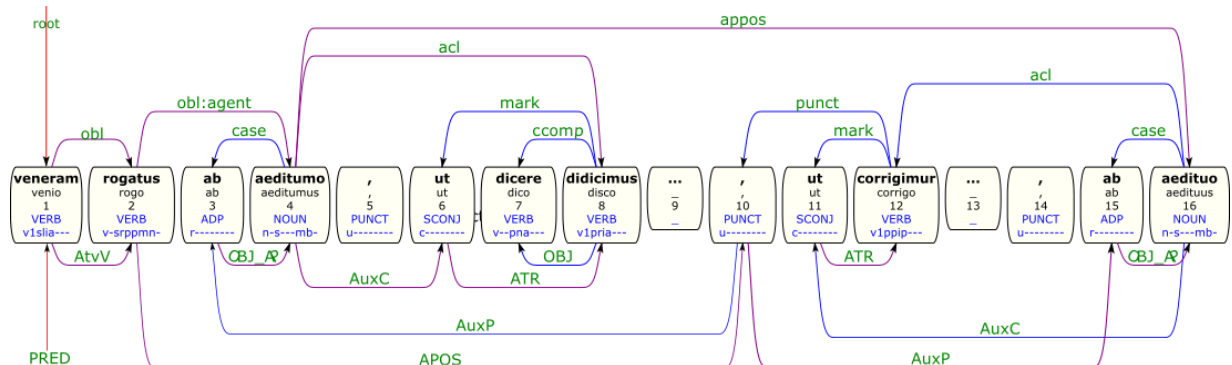 root
appos
acl
acl
obl:agent
mark
punct
obl
case
ccomp
mark
case
veneram rogatus ab aeditumo , ut dicere didicimus ... , ut corrigimur ... , ab aedituo
venio rogo ab aeditumus , ut dico disco _ , ut corrigo _ , ab aedituus
1 2 3 4 5 6 7 8 9 10 11 12 13 14 15 16
VERB VERB ADP NOUN PUNCT SCONJ VERB VERB _ PUNCT SCONJ VERB _ PUNCT ADP NOUN
v1slia--- v-srppmn- r-------- n-s---mb- u-------- c-------- v--pna--- v1pria--- u-------- c-------- v1ppip--- u-------- r-------- n-s---mb-
AtvV
OBJ
ATR
AuxC
ATR
AuxP
AuxC
PRED
APOS
AuxP